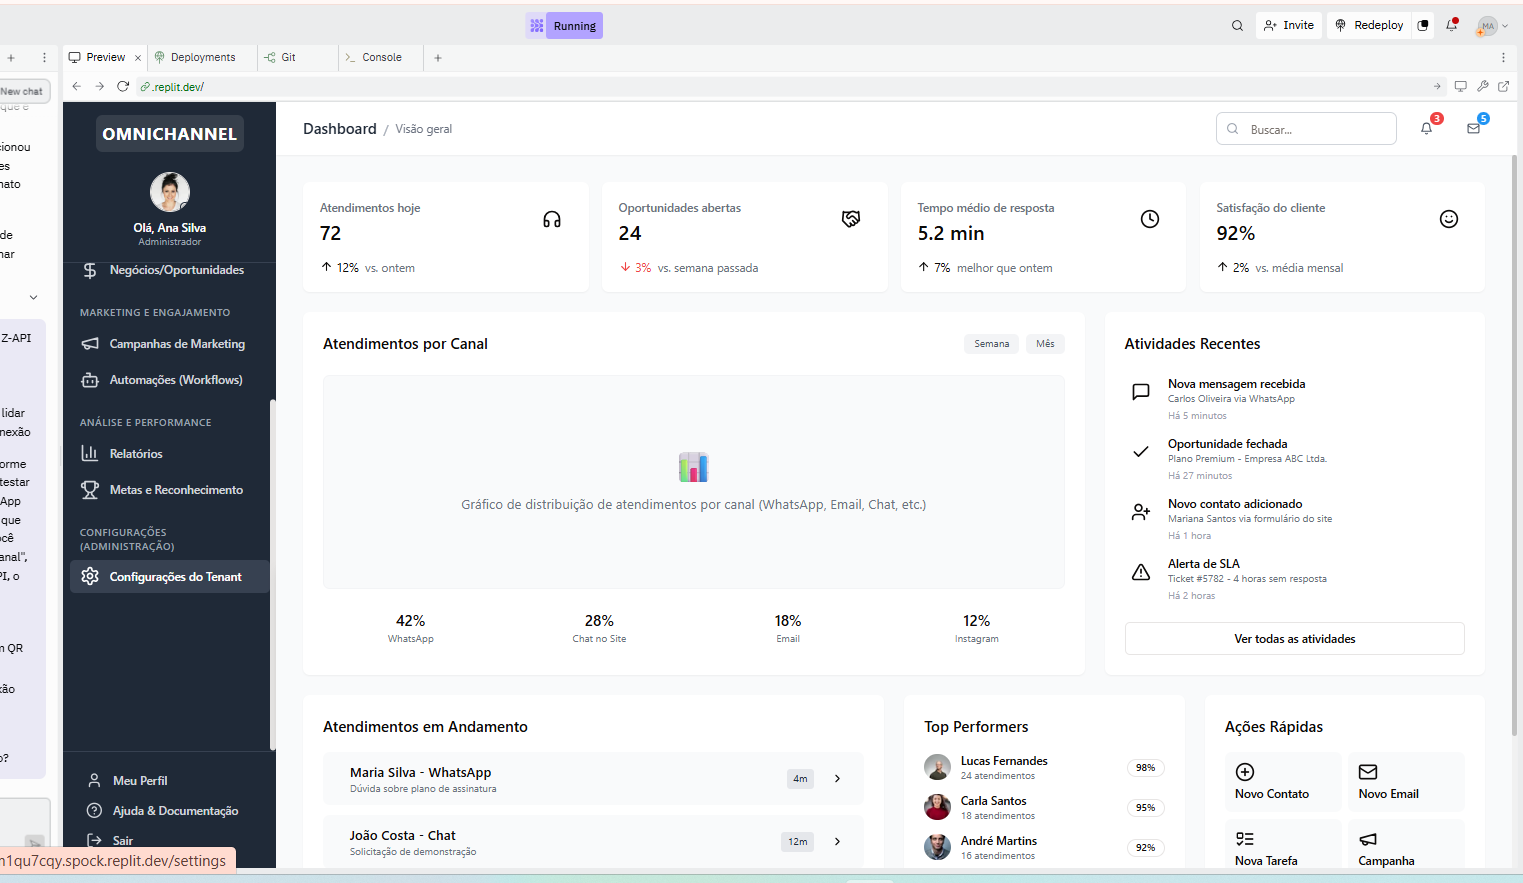 Running
Invite
Redeploy
MA
Preview
Deployments
Git
Console
.replit.dev/
New chat
que e
cionou
es
nato
de
nar
Z-API
lidar
nexão
orme
testar
App
que
ocê
anal",
PI, o
n QR
xão
o?
OMNICHANNEL
Olá, Ana Silva
Administrador
Negócios/Oportunidades
MARKETING E ENGAJAMENTO
Campanhas de Marketing
Automações (Workflows)
ANÁLISE E PERFORMANCE
Relatórios
Metas e Reconhecimento
CONFIGURAÇÕES
(ADMINISTRAÇÃO)
Configurações do Tenant
Meu Perfil
Ajuda & Documentação
Sair
n1qu7cqy.spock.replit.dev/settings
Dashboard / Visão geral
Buscar...
3
5
Atendimentos hoje
72
12% vs. ontem
Oportunidades abertas
24
3% vs. semana passada
Tempo médio de resposta
5.2 min
7% melhor que ontem
Satisfação do cliente
92%
2% vs. média mensal
Atendimentos por Canal
Semana
Mês
Gráfico de distribuição de atendimentos por canal (WhatsApp, Email, Chat, etc.)
42%
WhatsApp
28%
Chat no Site
18%
Email
12%
Instagram
Atividades Recentes
Nova mensagem recebida
Carlos Oliveira via WhatsApp
Há 5 minutos
Oportunidade fechada
Plano Premium - Empresa ABC Ltda.
Há 27 minutos
Novo contato adicionado
Mariana Santos via formulário do site
Há 1 hora
Alerta de SLA
Ticket #5782 - 4 horas sem resposta
Há 2 horas
Ver todas as atividades
Atendimentos em Andamento
Maria Silva - WhatsApp
Dúvida sobre plano de assinatura
4m
João Costa - Chat
Solicitação de demonstração
12m
Top Performers
Lucas Fernandes
24 atendimentos
98%
Carla Santos
18 atendimentos
95%
André Martins
16 atendimentos
92%
Ações Rápidas
Novo Contato
Novo Email
Nova Tarefa
Campanha